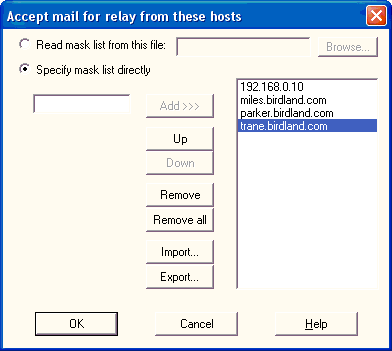 Accept mail for relay from these hosts
Read mask list from this file:
Browse...
Specify mask list directly
Add >>>
Up
Down
Remove
Remove all
Import...
Export...
192.168.0.10
miles.birdland.com
parker.birdland.com
trane.birdland.com
OK
Cancel
Help